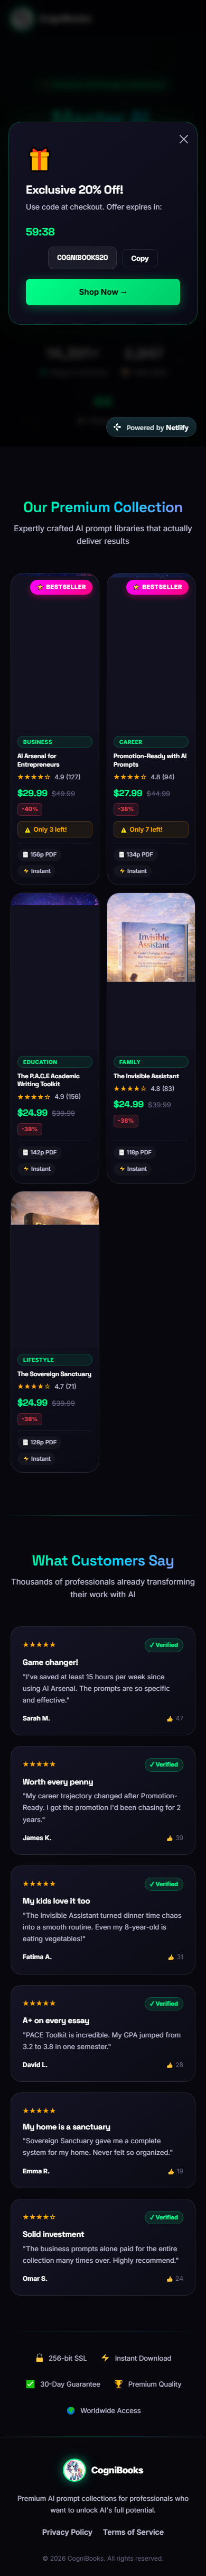 Exclusive 20% Off!
Use code at checkout. Offer expires in:
59:38
COGNIBOOKS20
Copy
Shop Now →
Powered by Netlify
Our Premium Collection
Expertly crafted AI prompt libraries that actually
deliver results
BESTSELLER
BUSINESS
AI Arsenal for
Entrepreneurs
★★★★☆ 4.9 (127)
$29.99 $49.99
-40%
Only 3 left!
156p PDF
Instant
BESTSELLER
CAREER
Promotion-Ready with AI
Prompts
★★★★☆ 4.8 (94)
$27.99 $44.99
-38%
Only 7 left!
134p PDF
Instant
EDUCATION
The P.A.C.E Academic
Writing Toolkit
★★★★☆ 4.9 (156)
$24.99 $39.99
-38%
142p PDF
Instant
Invisible
Assistant
FAMILY
The Invisible Assistant
★★★★☆ 4.8 (83)
$24.99 $39.99
-38%
118p PDF
Instant
LIFESTYLE
The Sovereign Sanctuary
★★★★☆ 4.7 (71)
$24.99 $39.99
-38%
128p PDF
Instant
What Customers Say
Thousands of professionals already transforming
their work with AI
★★★★★
✓ Verified
Game changer!
"I've saved at least 15 hours per week since
using AI Arsenal. The prompts are so specific
and effective."
Sarah M.
47
★★★★★
✓ Verified
Worth every penny
"My career trajectory changed after Promotion-
Ready. I got the promotion I'd been chasing for 2
years."
James K.
39
★★★★★
✓ Verified
My kids love it too
"The Invisible Assistant turned dinner time chaos
into a smooth routine. Even my 8-year-old is
eating vegetables!"
Fatima A.
31
★★★★★
✓ Verified
A+ on every essay
"PACE Toolkit is incredible. My GPA jumped from
3.2 to 3.8 in one semester."
David L.
28
★★★★★
My home is a sanctuary
"Sovereign Sanctuary gave me a complete
system for my home. Never felt so organized."
Emma R.
19
★★★★☆
✓ Verified
Solid investment
"The business prompts alone paid for the entire
collection many times over. Highly recommend."
Omar S.
24
256-bit SSL
Instant Download
30-Day Guarantee
Premium Quality
Worldwide Access
CogniBooks
Premium AI prompt collections for professionals who
want to unlock AI's full potential.
Privacy Policy
Terms of Service
© 2026 CogniBooks. All rights reserved.